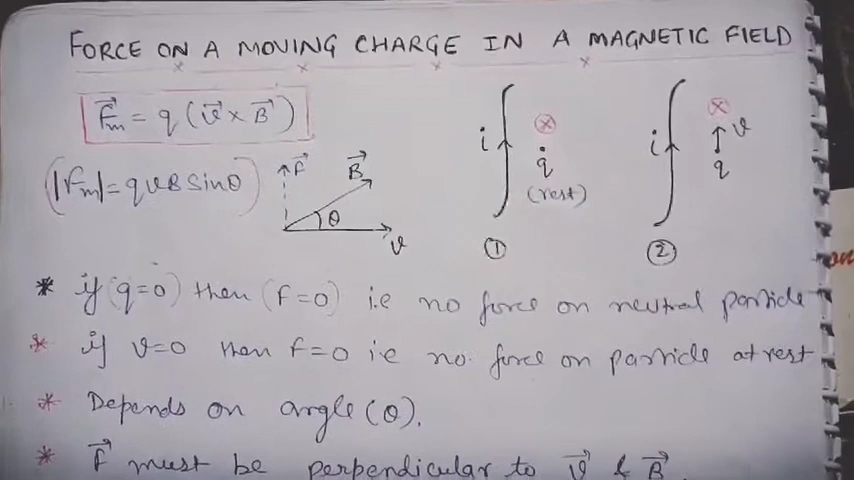 FORCE ON A MOVING CHARGE IN A MAGNETIC FIELD
F⃗m = q (v⃗ × B⃗)
|Fm| = qvB Sinθ
F⃗ B⃗ θ v
i ⊗ q (rest)
①
i ⊗ v q
②
* if (q=0) then (F=0) i.e no force on neutral particle
* if v=0 then F=0 i.e no. force on particle at rest
* Depends on angle (θ).
* F⃗ must be perpendicular to v⃗ & B⃗.